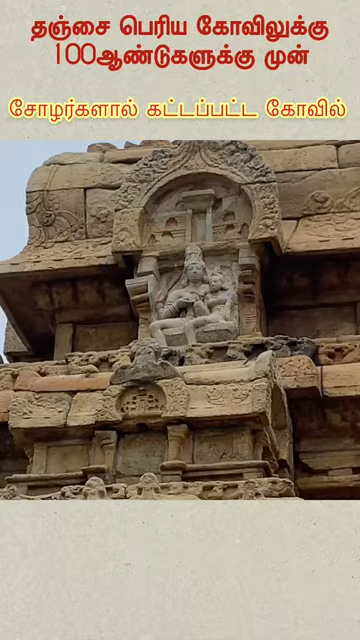 தஞ்சை பெரிய கோவிலுக்கு
100ஆண்டுகளுக்கு முன்
சோழர்களால் கட்டப்பட்ட கோவில்